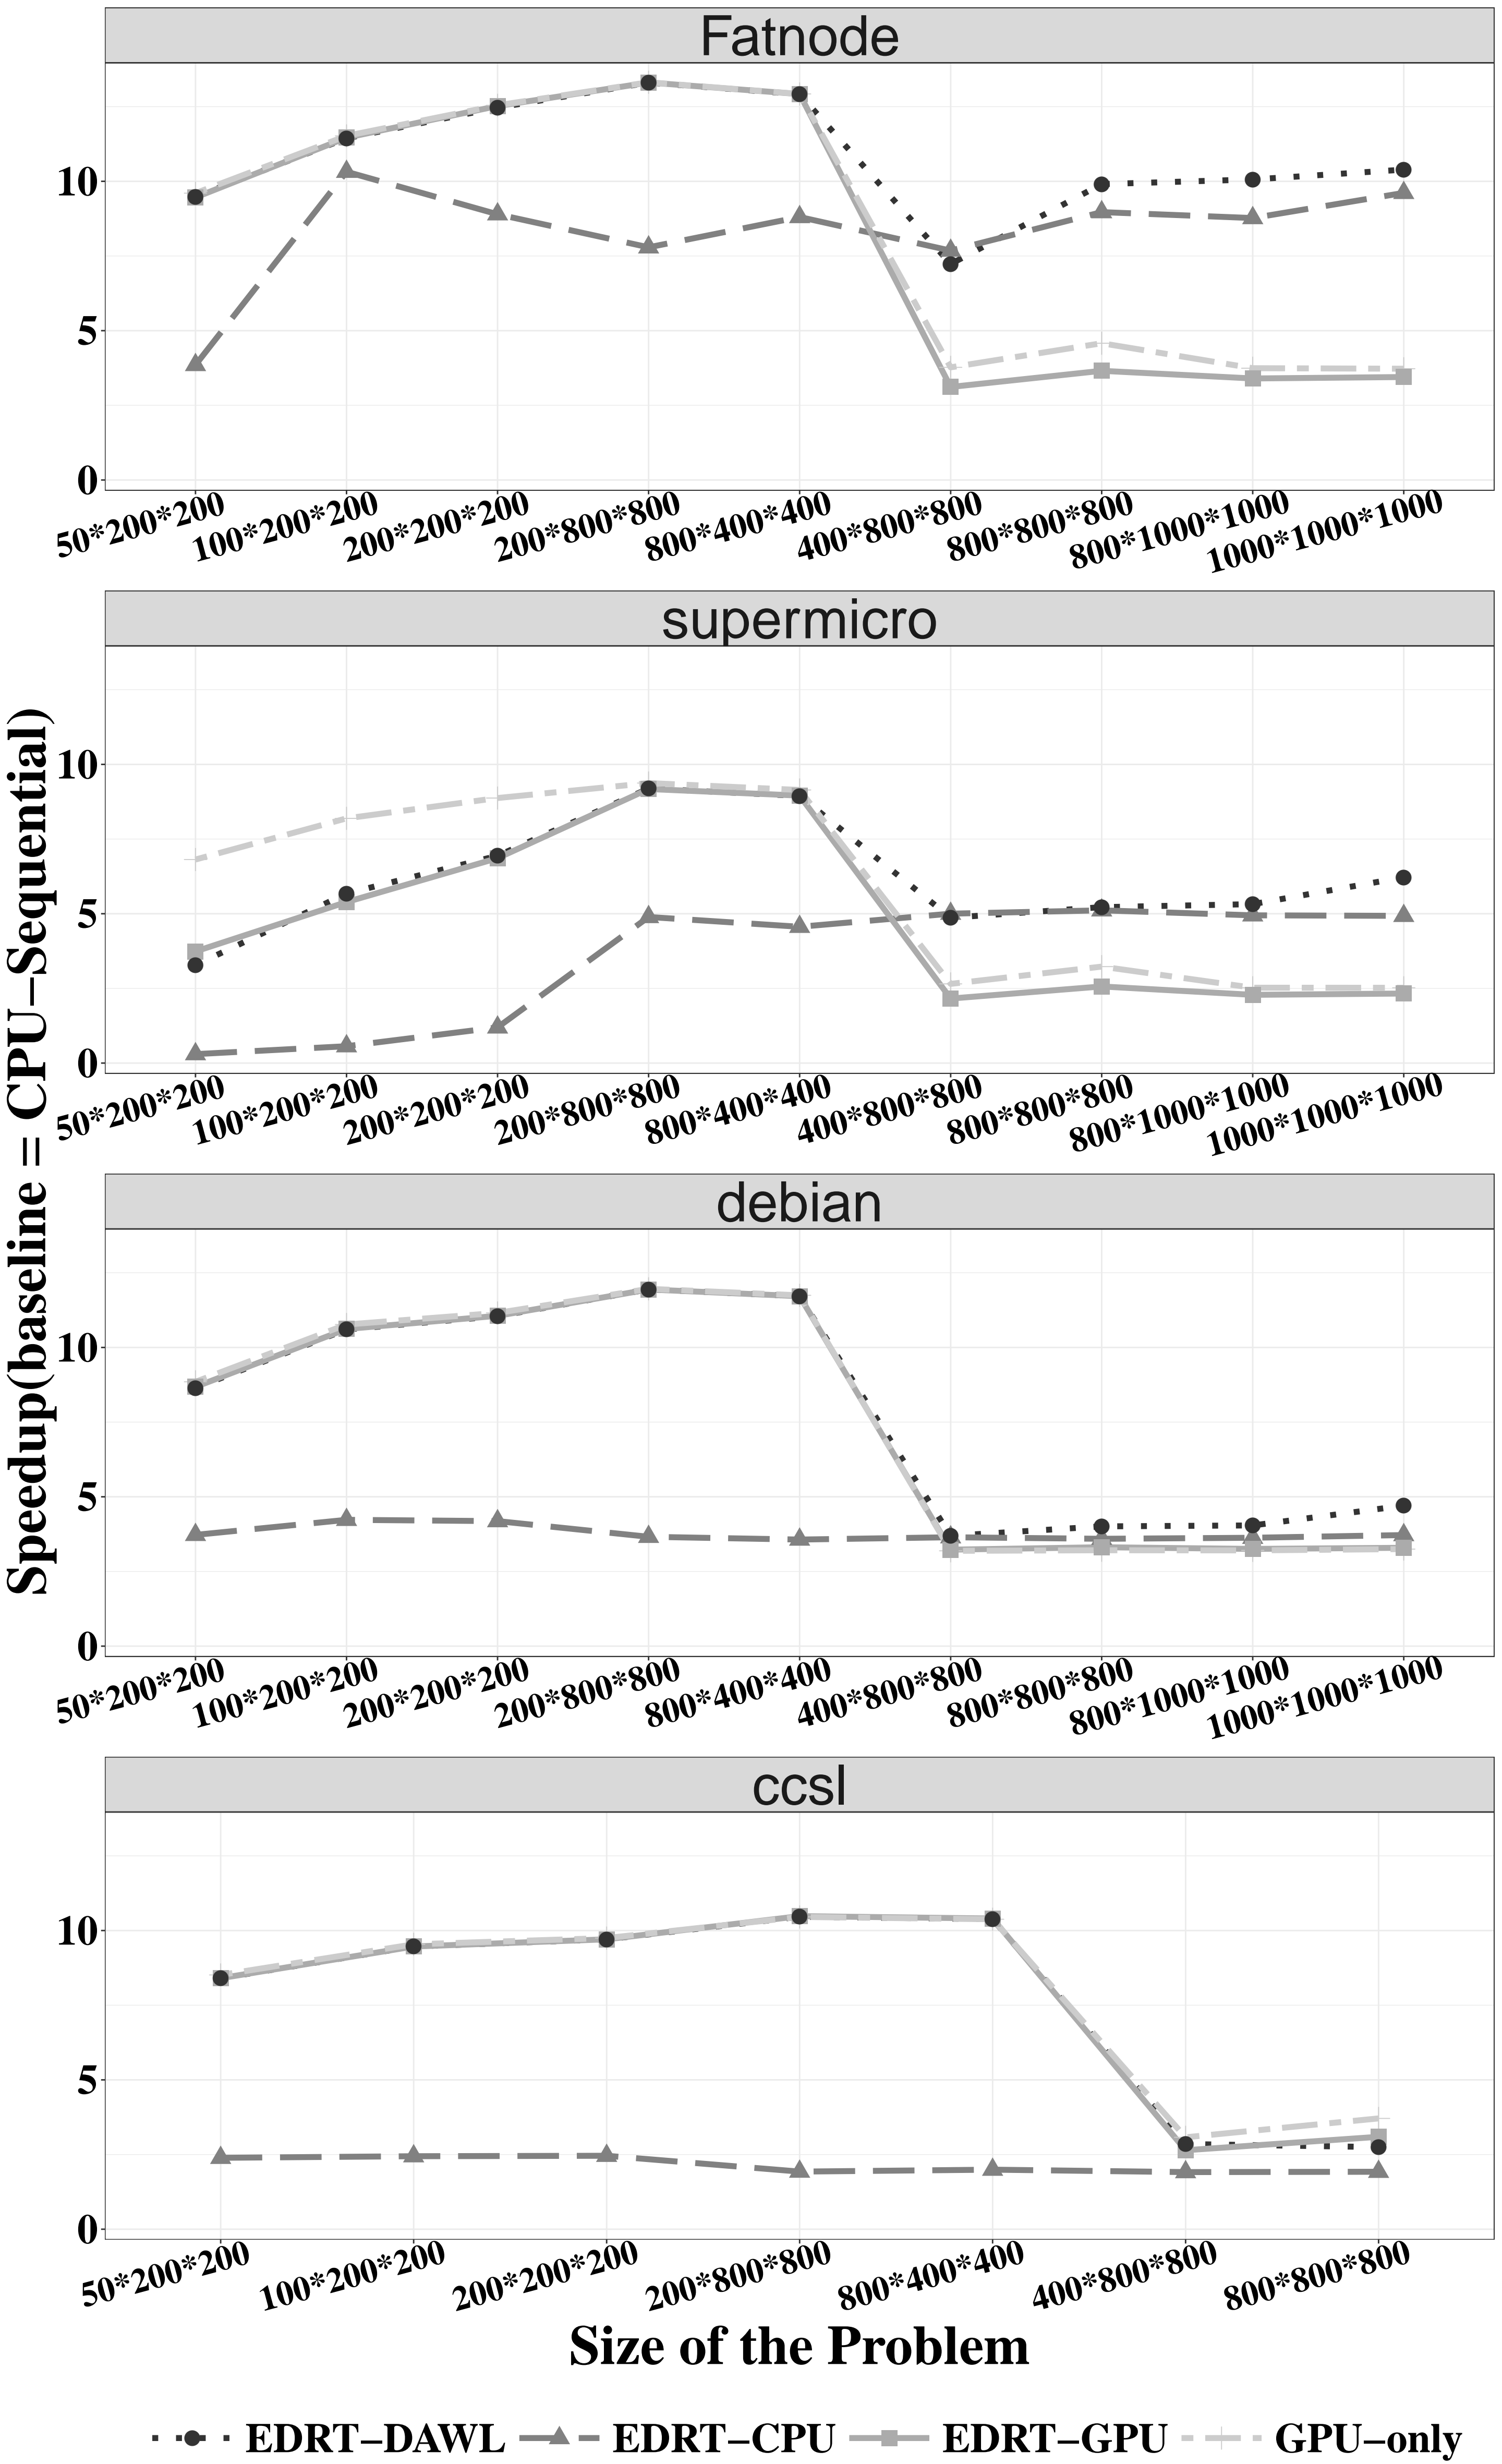 Fatnode
10
5
0
50*200*200 100*200*200 200*200*200 200*800*800 800*400*400 400*800*800 800*800*800 800*1000*1000 1000*1000*1000
supermicro
10
5
0
50*200*200 100*200*200 200*200*200 200*800*800 800*400*400 400*800*800 800*800*800 800*1000*1000 1000*1000*1000
Speedup(baseline = CPU−Sequential)
debian
10
5
0
50*200*200 100*200*200 200*200*200 200*800*800 800*400*400 400*800*800 800*800*800 800*1000*1000 1000*1000*1000
ccsl
10
5
0
50*200*200 100*200*200 200*200*200 200*800*800 800*400*400 400*800*800 800*800*800
Size of the Problem
EDRT−DAWL EDRT−CPU EDRT−GPU GPU−only